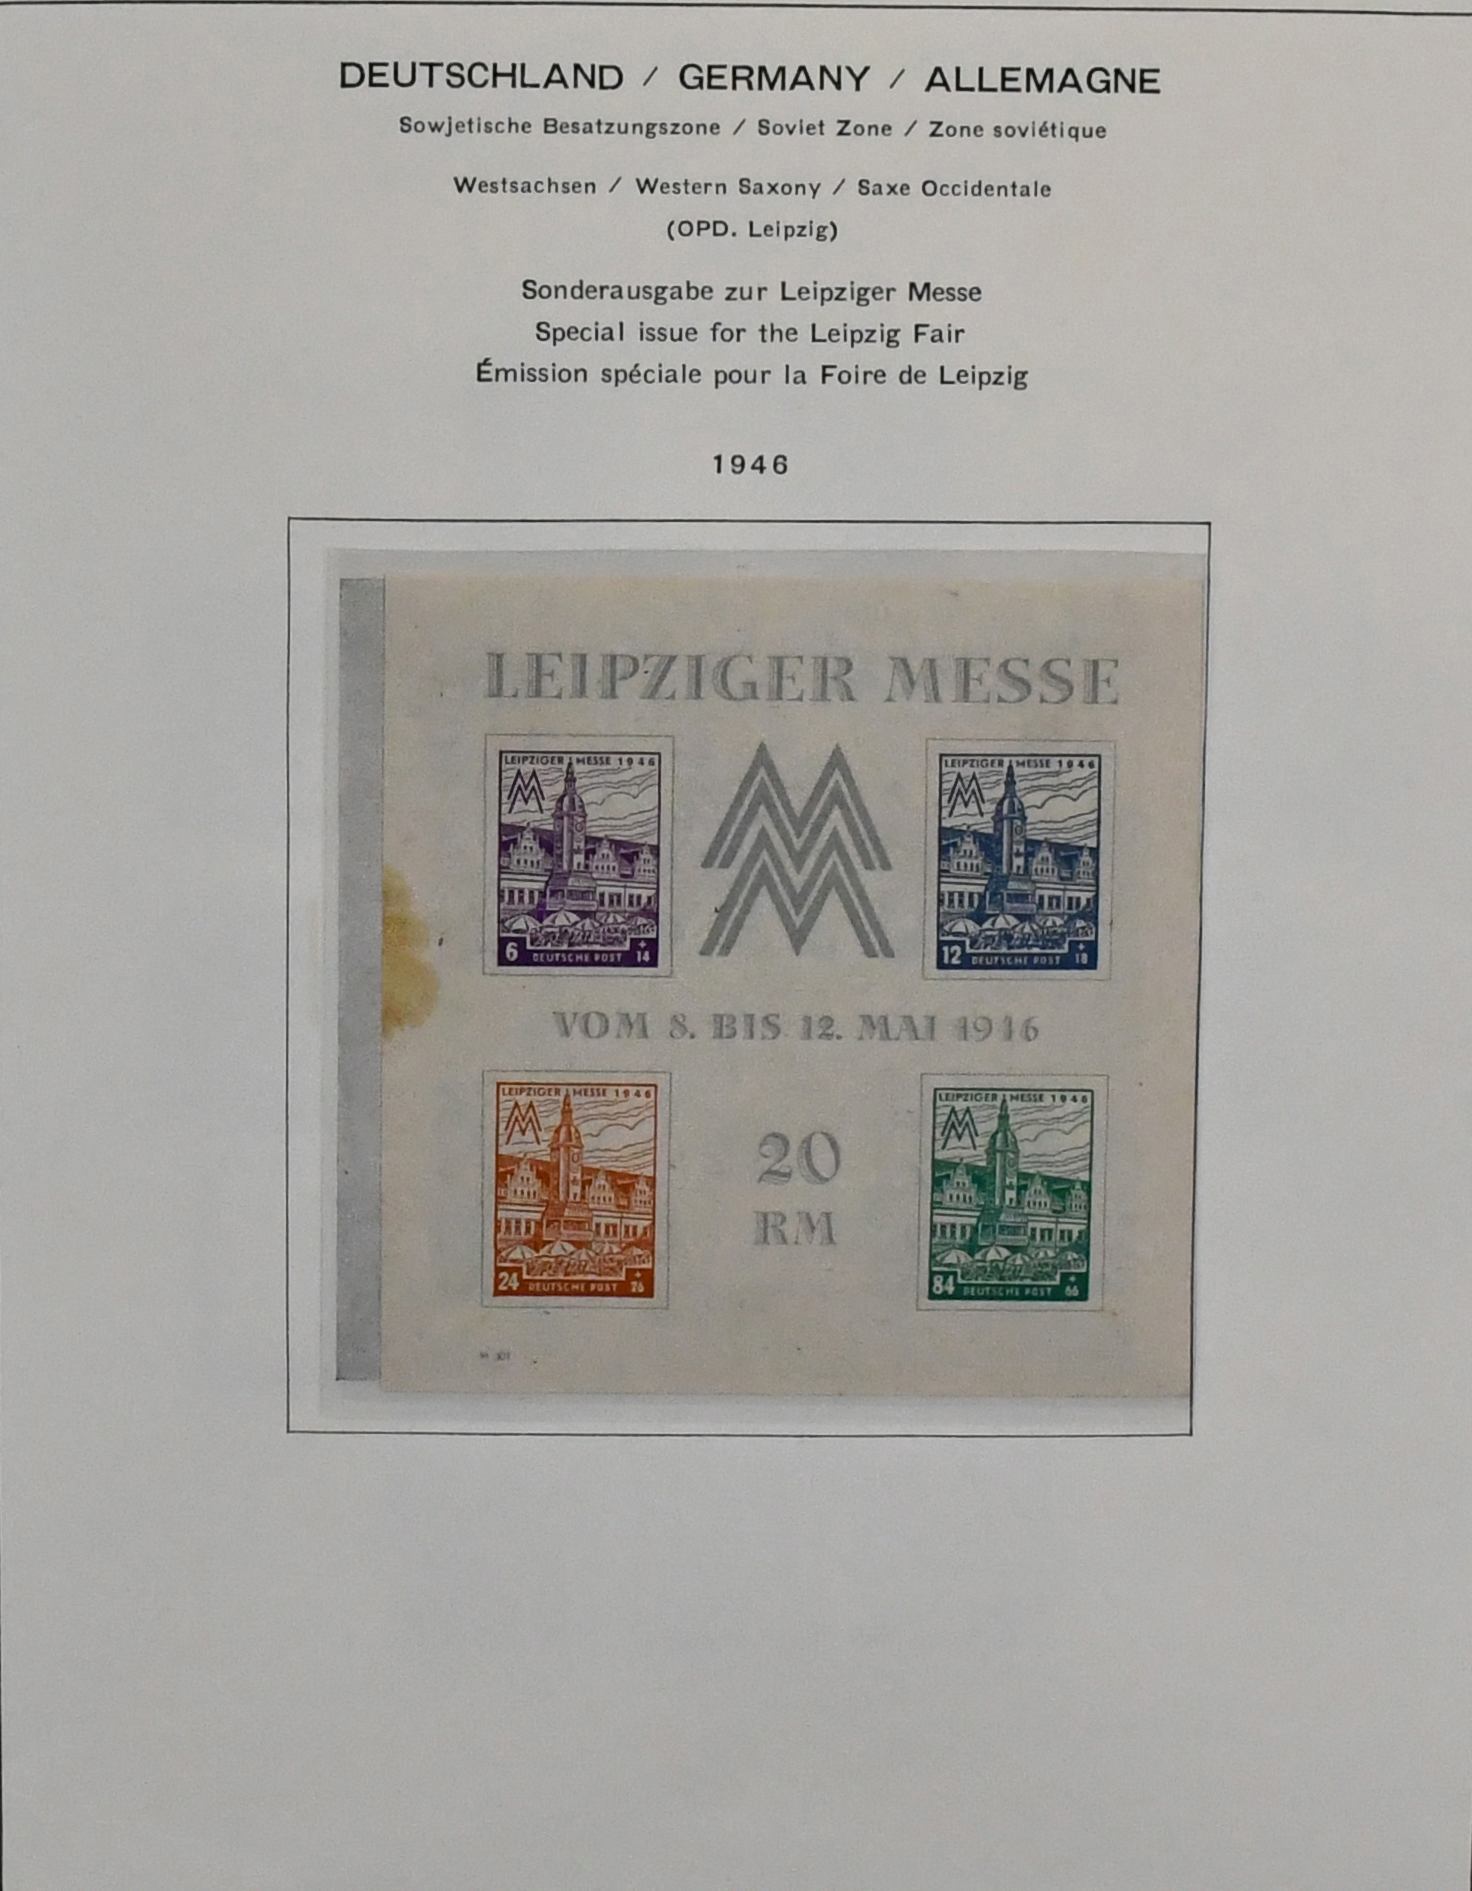 DEUTSCHLAND / GERMANY / ALLEMAGNE
Sowjetische Besatzungszone / Soviet Zone / Zone soviétique
Westsachsen / Western Saxony / Saxe Occidentale
(OPD. Leipzig)
Sonderausgabe zur Leipziger Messe
Special issue for the Leipzig Fair
Émission spéciale pour la Foire de Leipzig
1946
LEIPZIGER MESSE
LEIPZIGER MESSE 1946
6 DEUTSCHE POST + 14
LEIPZIGER MESSE 1946
12 DEUTSCHE POST + 18
VOM 8. BIS 12. MAI 1946
LEIPZIGER MESSE 1946
24 DEUTSCHE POST + 26
20
RM
LEIPZIGER MESSE 1946
84 DEUTSCHE POST + 66